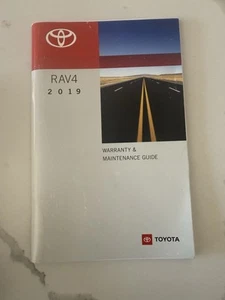 RAV4
2019
WARRANTY &
MAINTENANCE GUIDE
TOYOTA